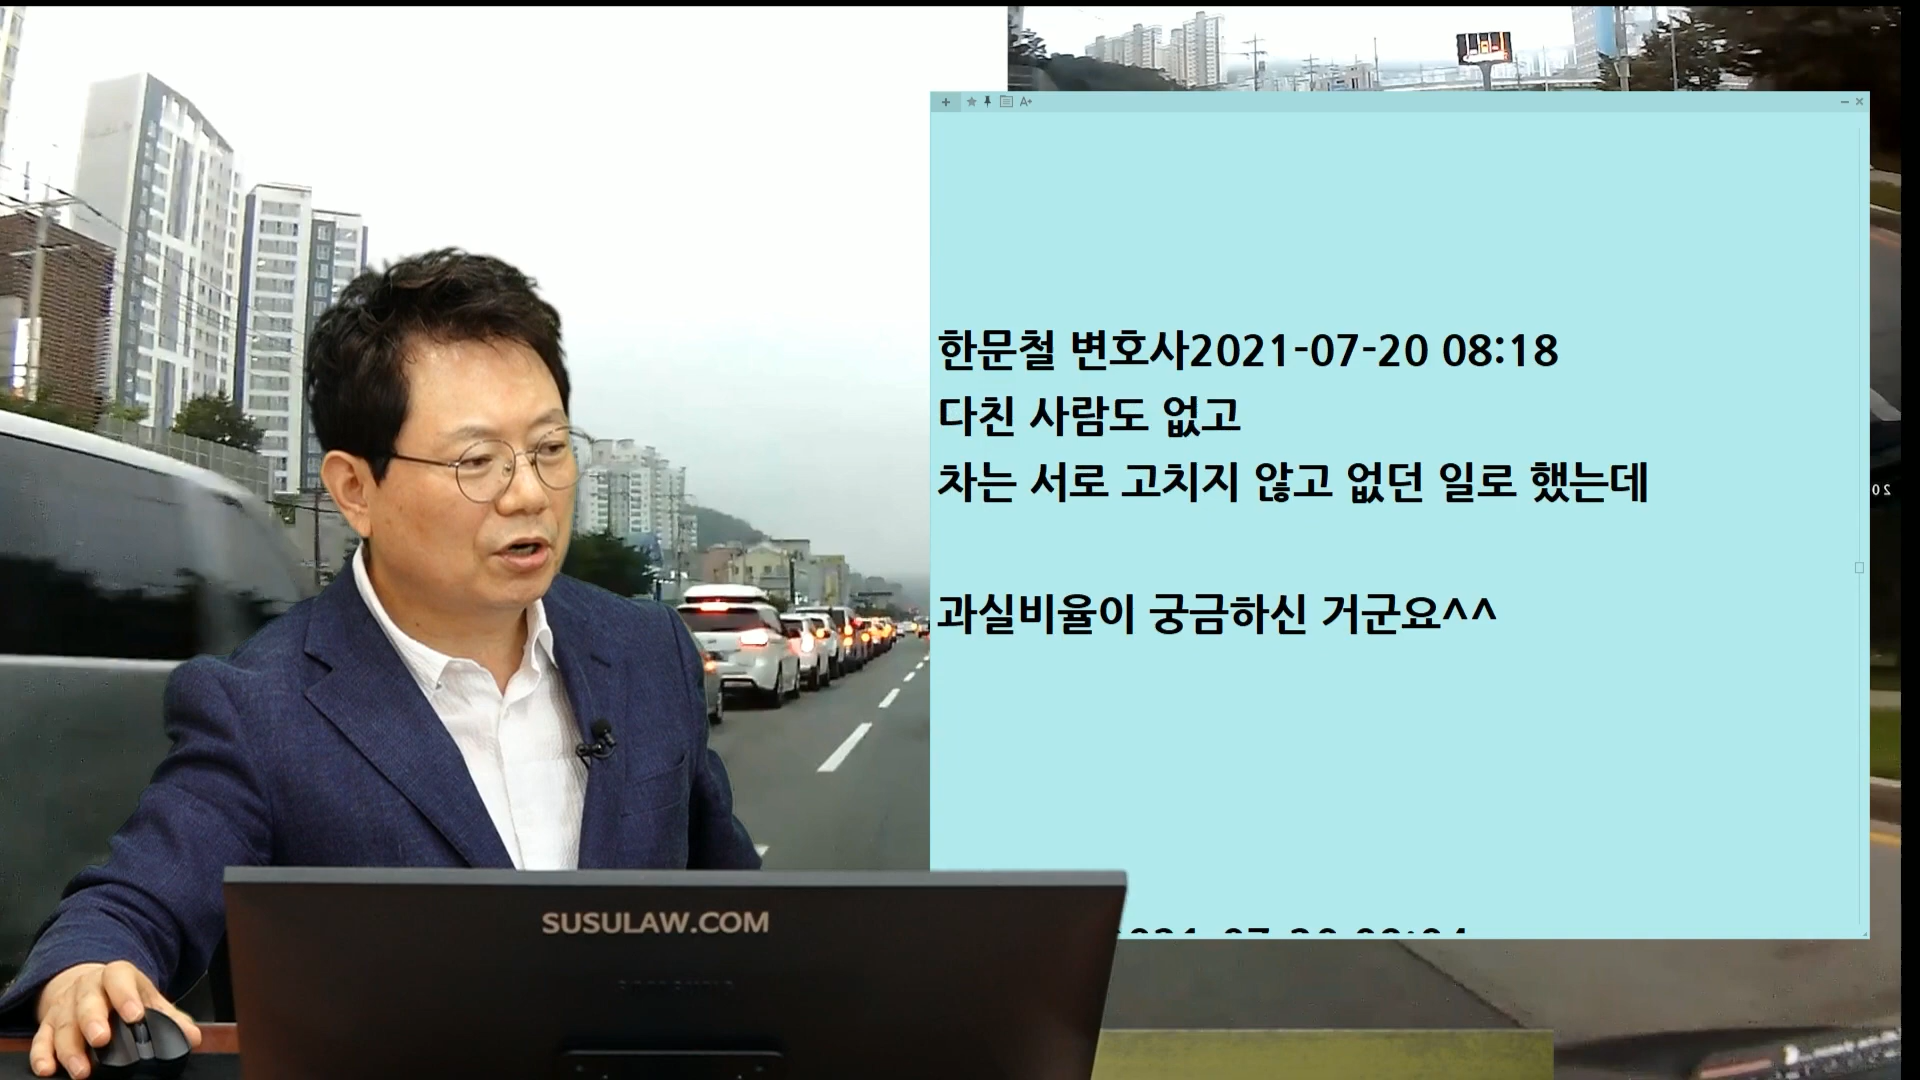 한문철 변호사2021-07-20 08:18
다친 사람도 없고
차는 서로 고치지 않고 없던 일로 했는데
과실비율이 궁금하신 거군요^^
SUSULAW.COM
20